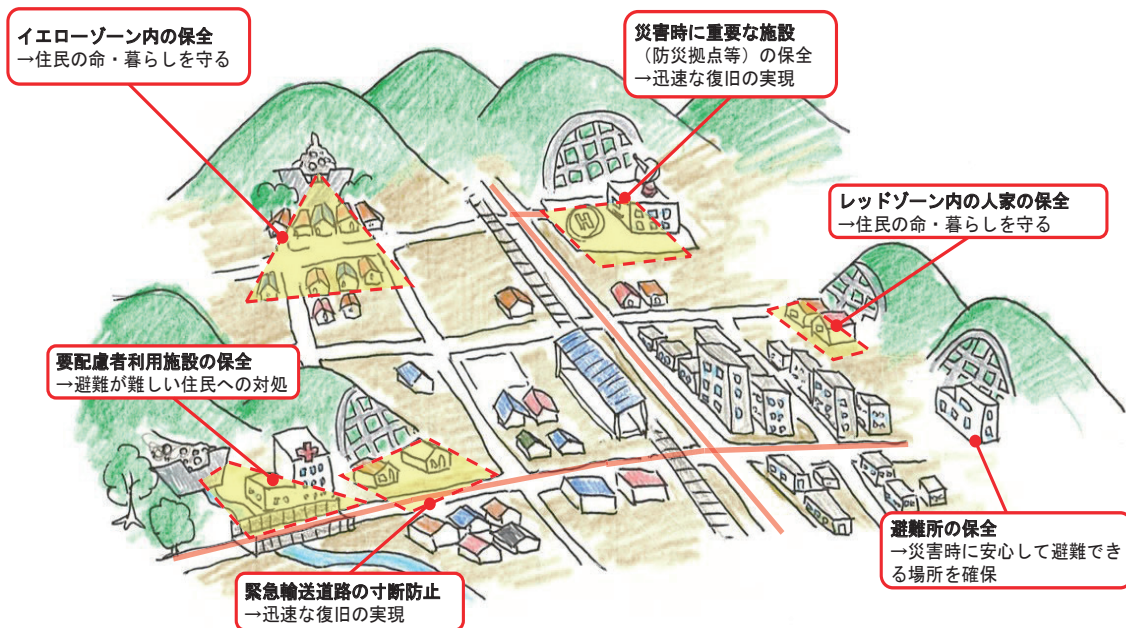 イエローゾーン内の保全
→住民の命・暮らしを守る
災害時に重要な施設
（防災拠点等）の保全
→迅速な復旧の実現
レッドゾーン内の人家の保全
→住民の命・暮らしを守る
H
要配慮者利用施設の保全
→避難が難しい住民への対処
避難所の保全
→災害時に安心して避難でき
る場所を確保
緊急輸送道路の寸断防止
→迅速な復旧の実現